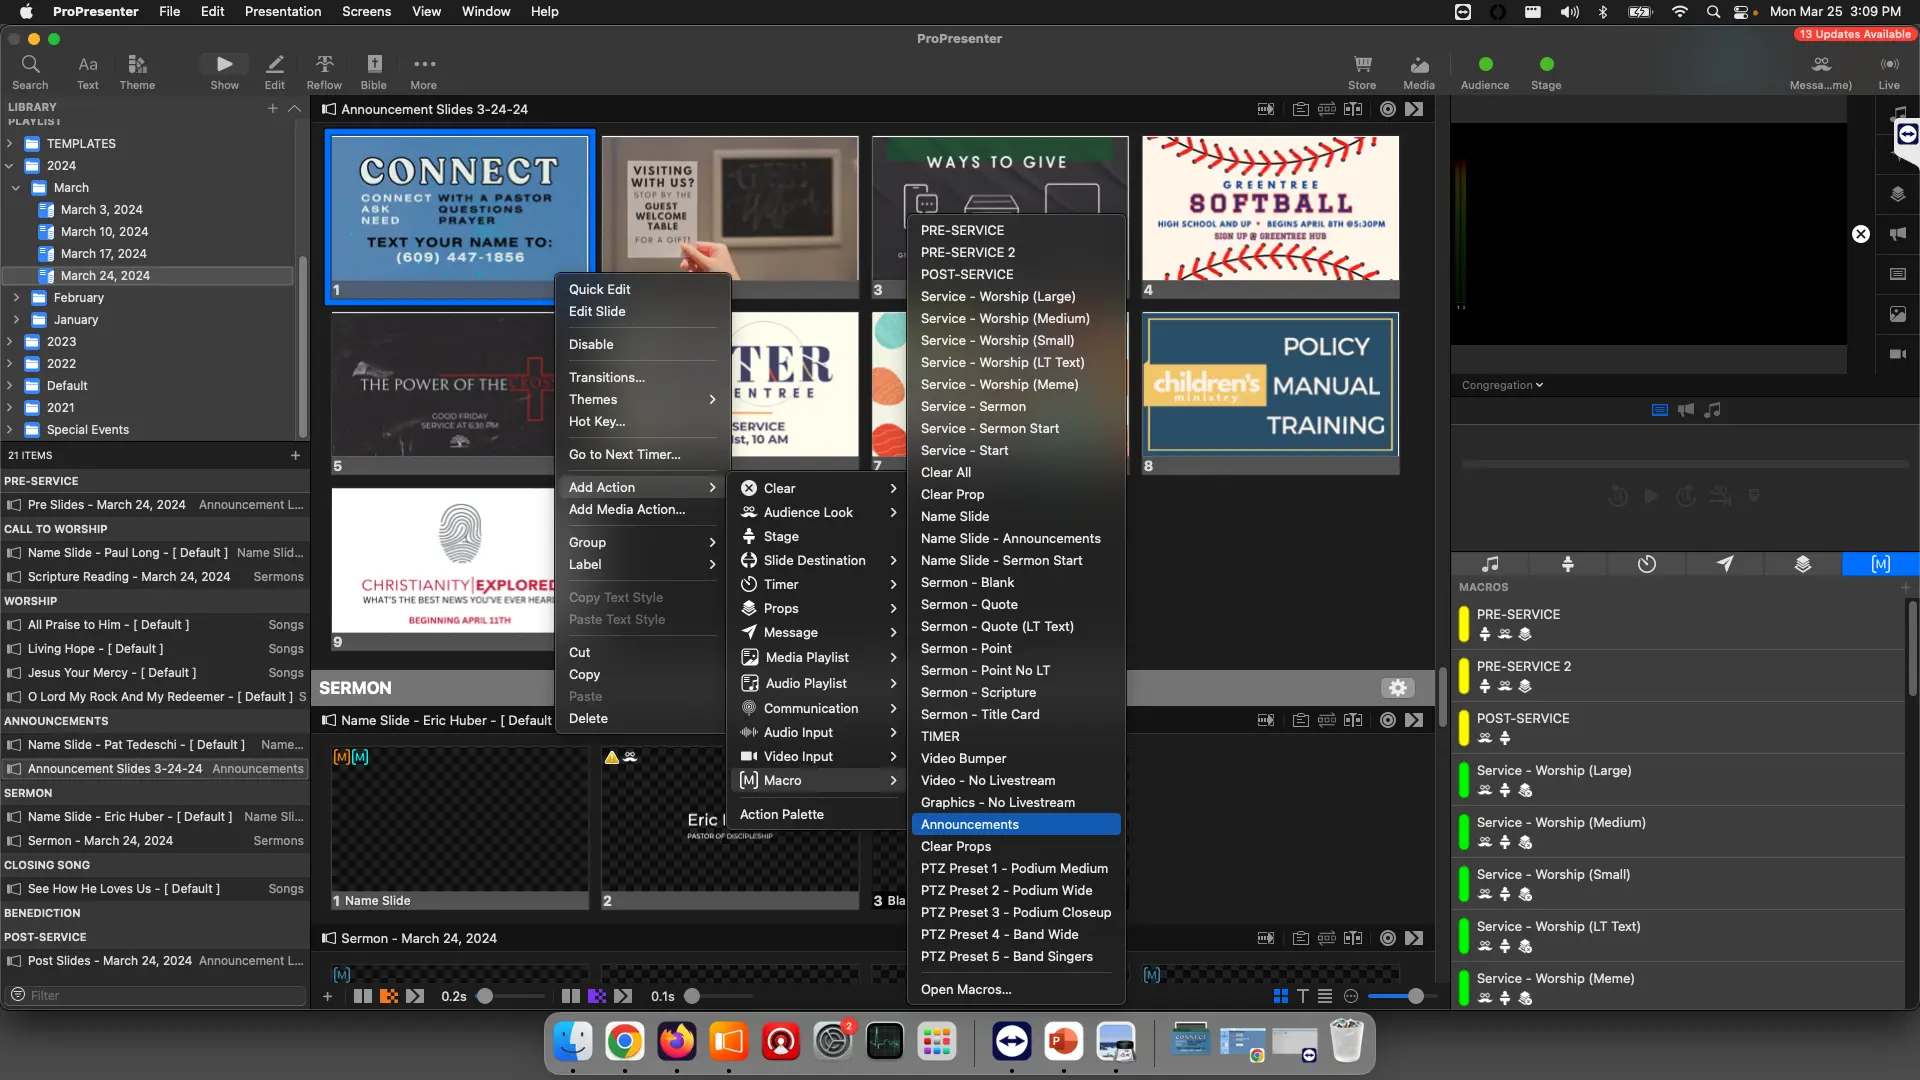 ProPresenter File Edit Presentation Screens View Window Help
Mon Mar 25 3:09 PM
ProPresenter
13 Updates Available
Search Text Theme Show Edit Reflow Bible More
Store Media Audience Stage Messa...me) Live
LIBRARY
PLAYLIST
TEMPLATES
2024
March
March 3, 2024
March 10, 2024
March 17, 2024
March 24, 2024
February
January
2023
2022
Default
2021
Special Events
21 ITEMS
PRE-SERVICE
Pre Slides - March 24, 2024 Announcement L...
CALL TO WORSHIP
Name Slide - Paul Long - [ Default ] Name Slid...
Scripture Reading - March 24, 2024 Sermons
WORSHIP
All Praise to Him - [ Default ] Songs
Living Hope - [ Default ] Songs
Jesus Your Mercy - [ Default ] Songs
O Lord My Rock And My Redeemer - [ Default ] S
ANNOUNCEMENTS
Name Slide - Pat Tedeschi - [ Default ] Name...
Announcement Slides 3-24-24 Announcements
SERMON
Name Slide - Eric Huber - [ Default ] Name Sli...
Sermon - March 24, 2024 Sermons
CLOSING SONG
See How He Loves Us - [ Default ] Songs
BENEDICTION
POST-SERVICE
Post Slides - March 24, 2024 Announcement L...
Filter
Announcement Slides 3-24-24
CONNECT
CONNECT WITH A PASTOR
ASK QUESTIONS
NEED PRAYER
TEXT YOUR NAME TO:
(609) 447-1856
1
VISITING
WITH US?
STOP BY THE
GUEST
WELCOME
TABLE
FOR A GIFT!
WAYS TO GIVE
3
GREENTREE
SOFTBALL
HIGH SCHOOL AND UP • BEGINS APRIL 8TH @5:30PM
SIGN UP @ GREENTREE HUB
4
THE POWER OF THE CROSS
GOOD FRIDAY
SERVICE AT 6:30 PM
5
TER
ENTREE
SERVICE
1st, 10 AM
7
children's
ministry
POLICY
MANUAL
TRAINING
8
CHRISTIANITY|EXPLORED
WHAT'S THE BEST NEWS YOU'VE EVER HEAR
BEGINNING APRIL 11TH
9
SERMON
Name Slide - Eric Huber - [ Default
[M][M]
1 Name Slide
Eric
PASTOR OF DISCIPLESHIP
2
3 Bla
Sermon - March 24, 2024
[M]
[M]
0.2s
0.1s
Quick Edit
Edit Slide
Disable
Transitions...
Themes
Hot Key...
Go to Next Timer...
Add Action
Add Media Action...
Group
Label
Copy Text Style
Paste Text Style
Cut
Copy
Paste
Delete
Clear
Audience Look
Stage
Slide Destination
Timer
Props
Message
Media Playlist
Audio Playlist
Communication
Audio Input
Video Input
[M] Macro
Action Palette
PRE-SERVICE
PRE-SERVICE 2
POST-SERVICE
Service - Worship (Large)
Service - Worship (Medium)
Service - Worship (Small)
Service - Worship (LT Text)
Service - Worship (Meme)
Service - Sermon
Service - Sermon Start
Service - Start
Clear All
Clear Prop
Name Slide
Name Slide - Announcements
Name Slide - Sermon Start
Sermon - Blank
Sermon - Quote
Sermon - Quote (LT Text)
Sermon - Point
Sermon - Point No LT
Sermon - Scripture
Sermon - Title Card
TIMER
Video Bumper
Video - No Livestream
Graphics - No Livestream
Announcements
Clear Props
PTZ Preset 1 - Podium Medium
PTZ Preset 2 - Podium Wide
PTZ Preset 3 - Podium Closeup
PTZ Preset 4 - Band Wide
PTZ Preset 5 - Band Singers
Open Macros...
1 2
Congregation
[M]
MACROS
PRE-SERVICE
PRE-SERVICE 2
POST-SERVICE
Service - Worship (Large)
Service - Worship (Medium)
Service - Worship (Small)
Service - Worship (LT Text)
Service - Worship (Meme)
2